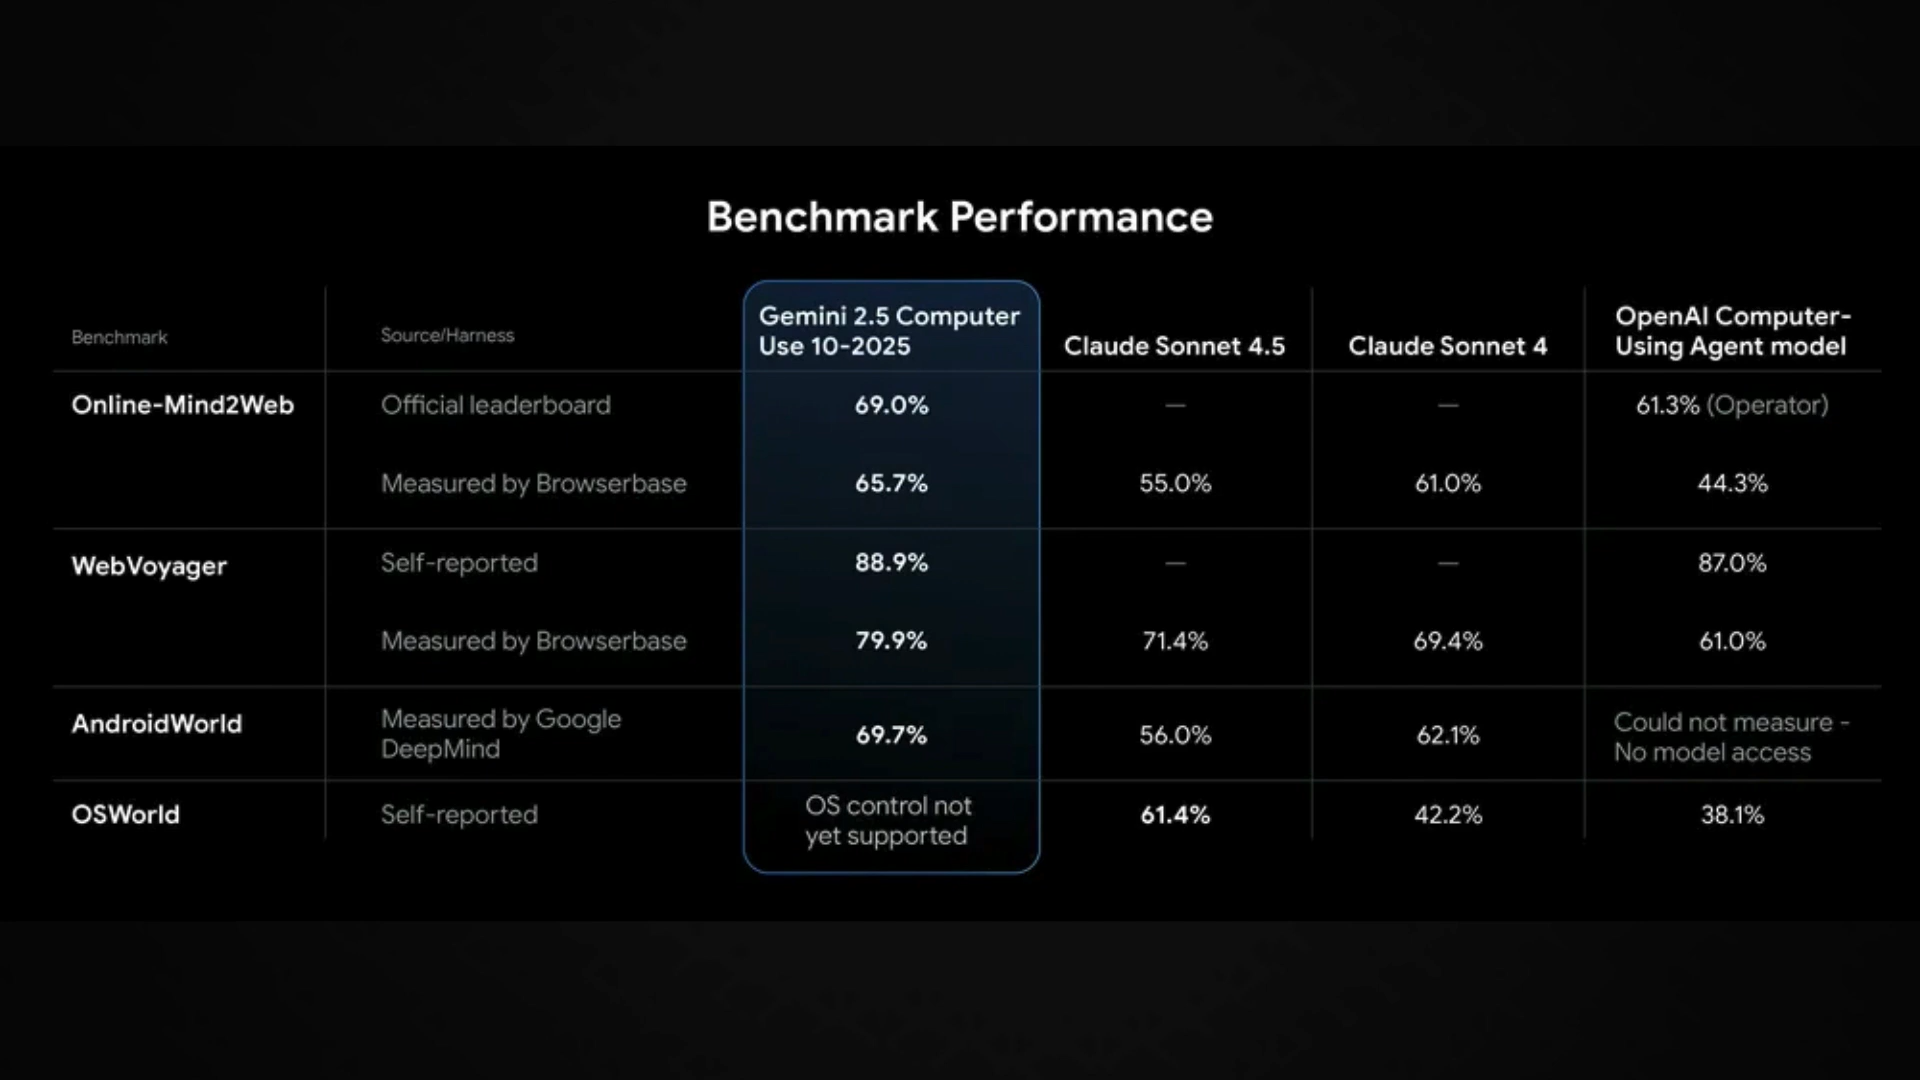 Benchmark Performance
Benchmark Source/Harness Gemini 2.5 Computer Use 10-2025 Claude Sonnet 4.5 Claude Sonnet 4 OpenAI Computer-Using Agent model
Online-Mind2Web Official leaderboard 69.0% — — 61.3% (Operator)
Measured by Browserbase 65.7% 55.0% 61.0% 44.3%
WebVoyager Self-reported 88.9% — — 87.0%
Measured by Browserbase 79.9% 71.4% 69.4% 61.0%
AndroidWorld Measured by Google DeepMind 69.7% 56.0% 62.1% Could not measure - No model access
OSWorld Self-reported OS control not yet supported 61.4% 42.2% 38.1%